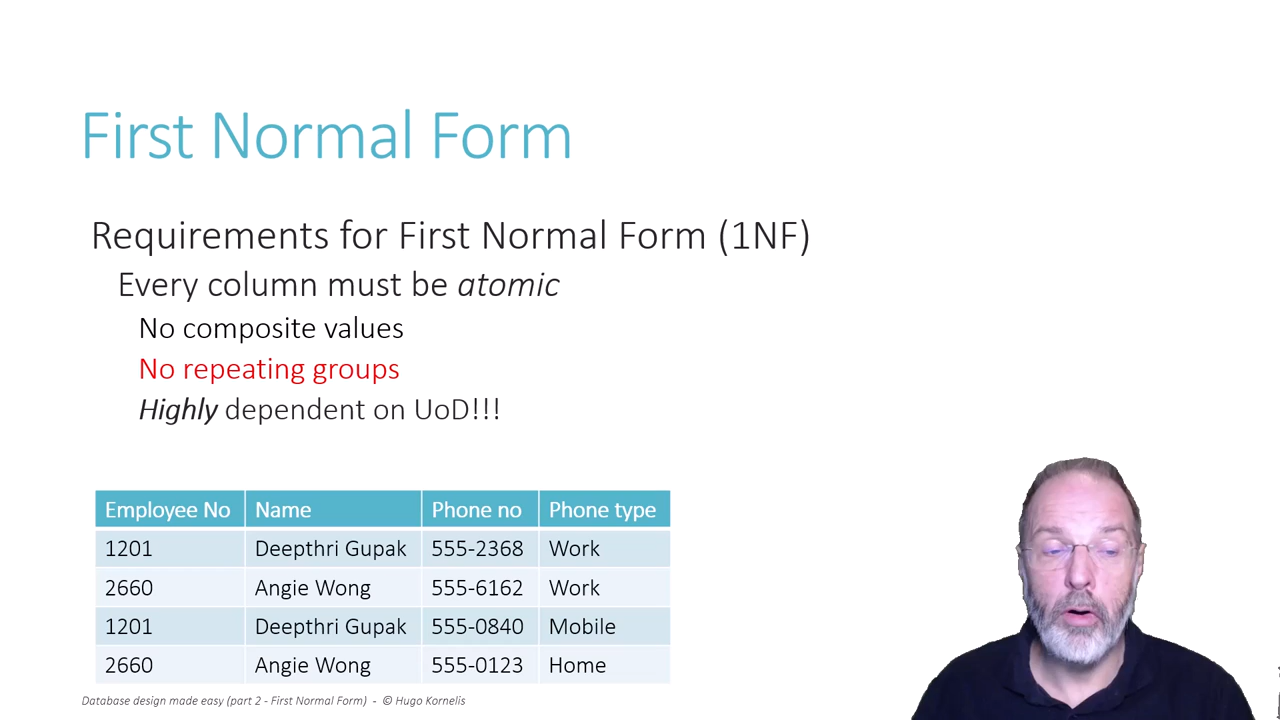 First Normal Form
Requirements for First Normal Form (1NF)
Every column must be atomic
No composite values
No repeating groups
Highly dependent on UoD!!!
Employee No Name Phone no Phone type
1201 Deepthri Gupak 555-2368 Work
2660 Angie Wong 555-6162 Work
1201 Deepthri Gupak 555-0840 Mobile
2660 Angie Wong 555-0123 Home
Database design made easy (part 2 - First Normal Form) - © Hugo Kornelis